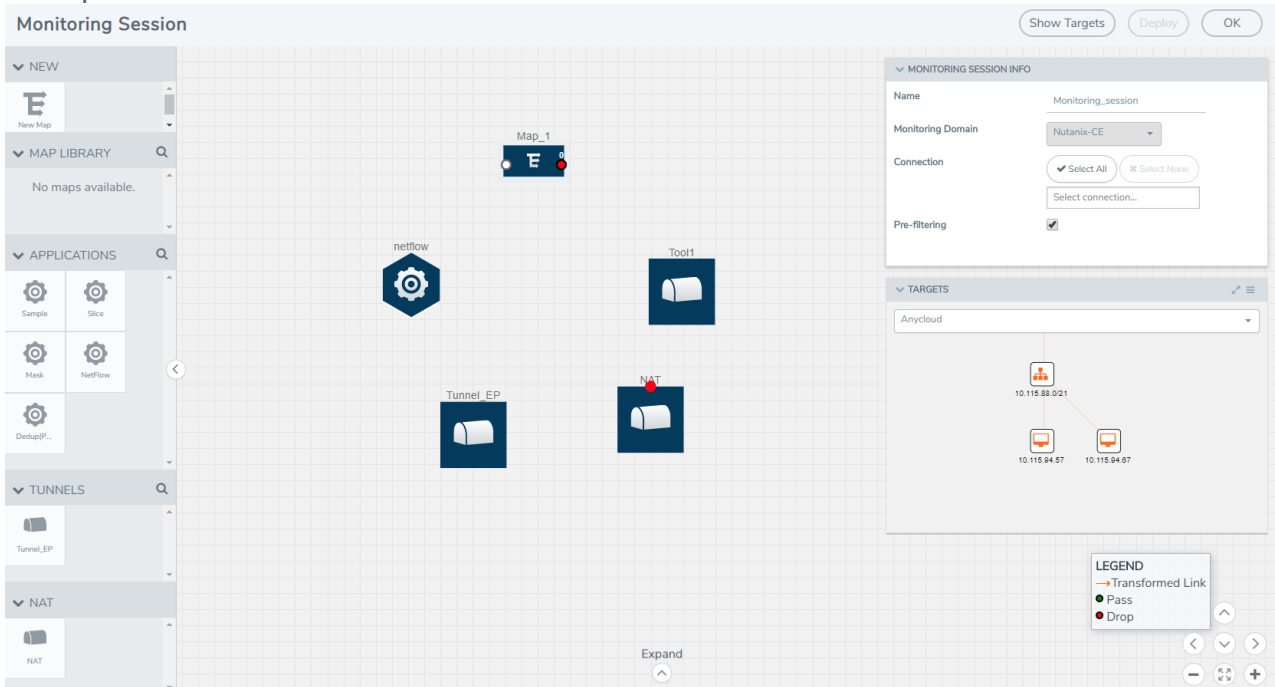 Monitoring Session
Show Targets
Deploy
OK
NEW
New Map
MAP LIBRARY
No maps available.
APPLICATIONS
Sample
Slice
Mask
NetFlow
Dedup(P...
TUNNELS
Tunnel_EP
NAT
NAT
Map_1
0
netflow
Tool1
Tunnel_EP
NAT
Expand
MONITORING SESSION INFO
Name
Monitoring_session
Monitoring Domain
Nutanix-CE
Connection
Select All
Select None
Select connection...
Pre-filtering
TARGETS
Anycloud
10.115.88.0/21
10.115.94.57
10.115.94.67
LEGEND
→Transformed Link
Pass
Drop